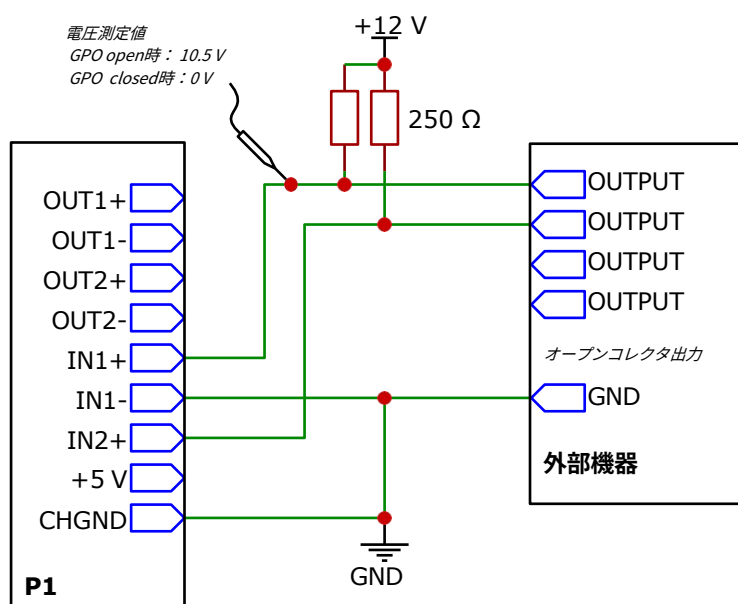 電圧測定値
GPO open時： 10.5 V
GPO closed時：0 V
+12 V
250 Ω
OUT1+
OUT1-
OUT2+
OUT2-
IN1+
IN1-
IN2+
+5 V
CHGND
P1
OUTPUT
OUTPUT
OUTPUT
OUTPUT
オープンコレクタ出力
GND
外部機器
GND